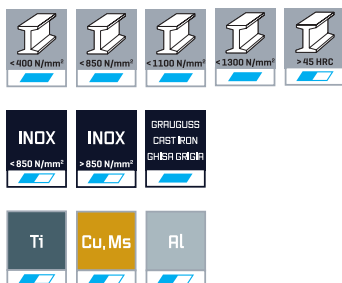 <400 N/mm² <850 N/mm² <1100 N/mm² <1300 N/mm² >45 HRC
INOX INOX GRAUGUSS
CAST IRON
GHISA GRIGIA
<850 N/mm² >850 N/mm²
Ti Cu, Ms Al